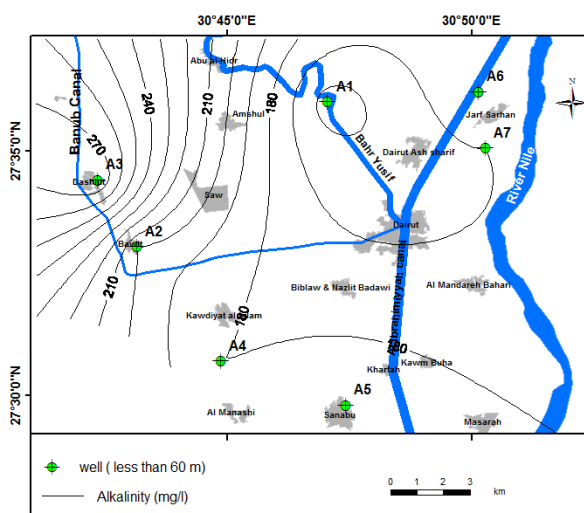 30°45'0"E 30°50'0"E
Abu al Hidr
A6
A1
240
210
180
Amshul
Jarf Sarhan
N
Banub Canal
Bahr Yusif
Dairut Ash sharif
A7
27°35'0"N
270
A3
Dashlut
River Nile
Saw
A2
Dairut
Bawit
210
Biblaw & Nazlit Badawi
Al Mandareh Bahari
180
A4
Kharfah
Kawm Buha
27°30'0"N
A5
Al Manashi
Sanabu
Masarah
well ( less than 60 m)
Alkalinity (mg/l)
0 1 2 3
km